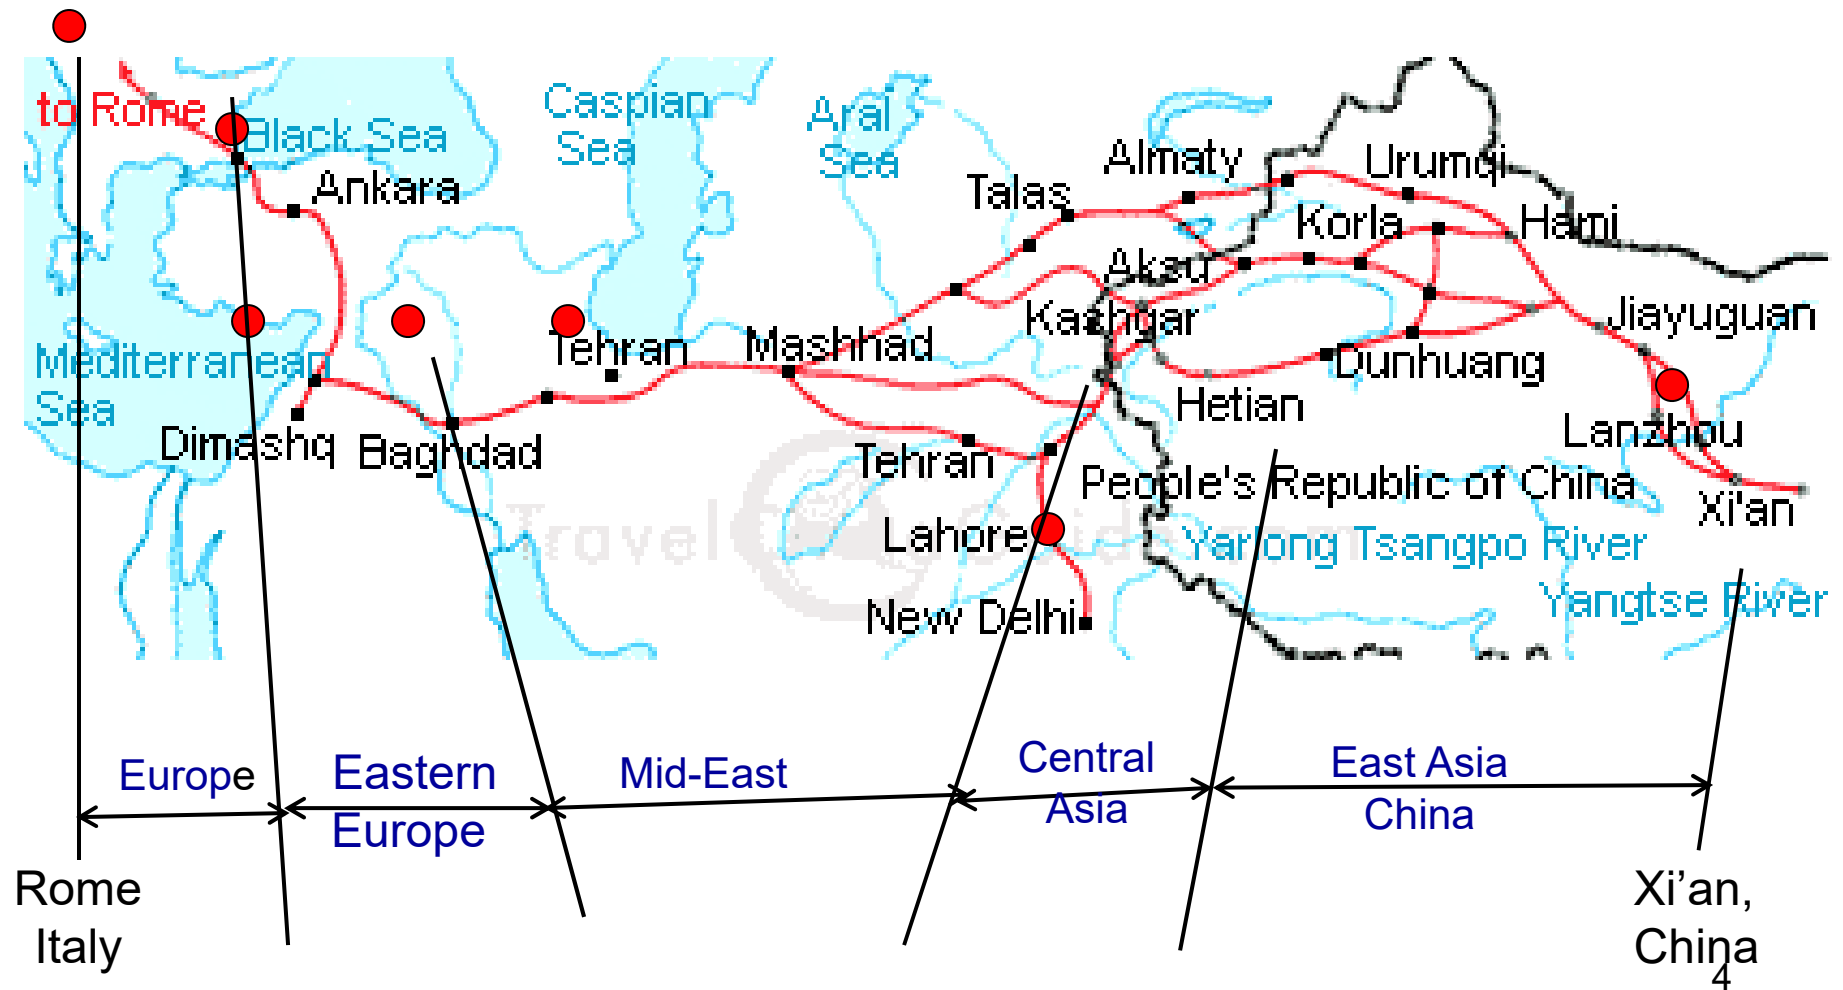 to Rome
Black Sea
Caspian
Sea
Aral
Sea
Ankara
Talas
Almaty
Urumqi
Korla
Hami
Aksu
Kashgar
Jiayuguan
Mediterranean
Sea
Tehran
Mashhad
Dunhuang
Hetian
Dimashq
Baghdad
Tehran
Lanzhou
People's Republic of China
Xi'an
Lahore
Yarlong Tsangpo River
New Delhi
Yangtse River
Europe
Eastern
Europe
Mid-East
Central
Asia
East Asia
China
Rome
Italy
Xi’an,
China
4